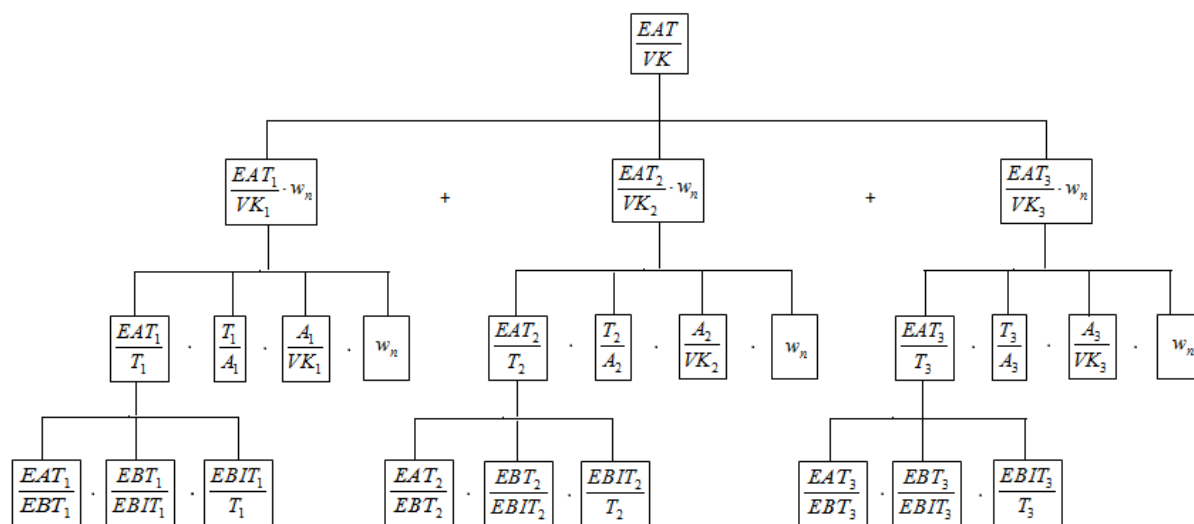 EAT/VK
EAT₁/VK₁ · wₙ + EAT₂/VK₂ · wₙ + EAT₃/VK₃ · wₙ
EAT₁/T₁ · T₁/A₁ · A₁/VK₁ · wₙ EAT₂/T₂ · T₂/A₂ · A₂/VK₂ · wₙ EAT₃/T₃ · T₃/A₃ · A₃/VK₃ · wₙ
EAT₁/EBT₁ · EBT₁/EBIT₁ · EBIT₁/T₁ EAT₂/EBT₂ · EBT₂/EBIT₂ · EBIT₂/T₂ EAT₃/EBT₃ · EBT₃/EBIT₃ · EBIT₃/T₃